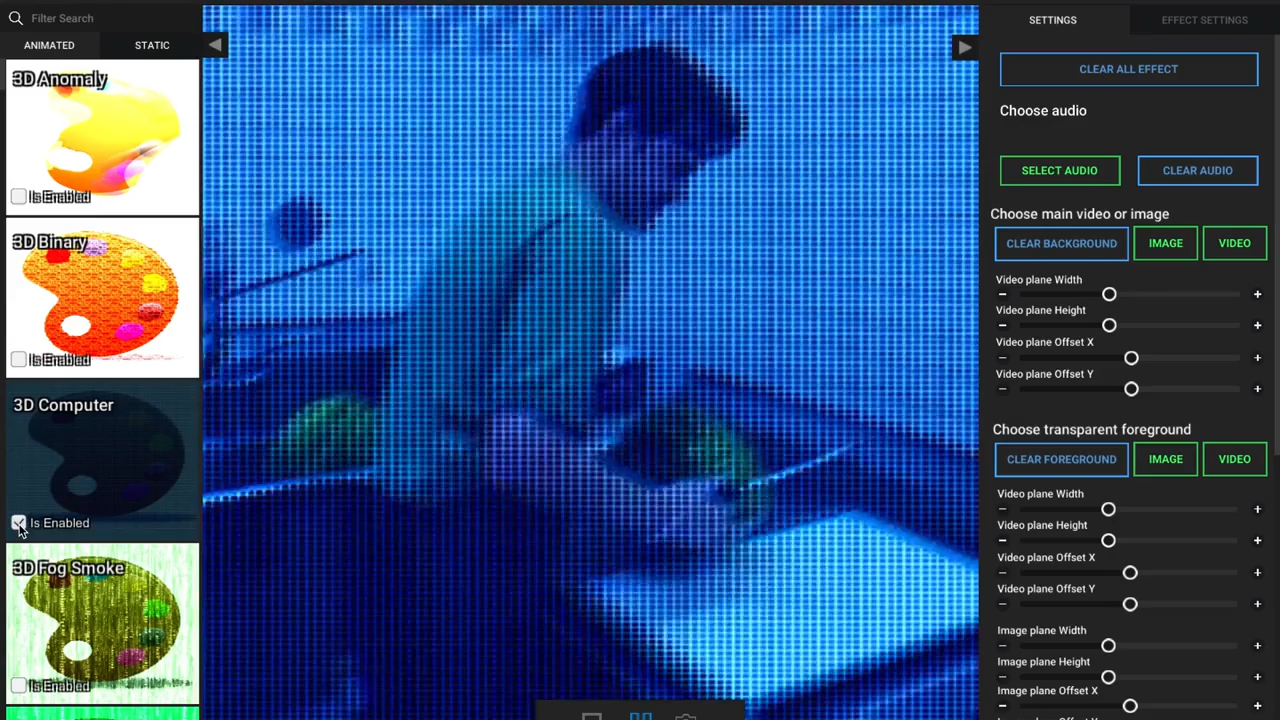 Filter Search
ANIMATED
STATIC
3D Anomaly
Is Enabled
3D Binary
Is Enabled
3D Computer
Is Enabled
3D Fog Smoke
Is Enabled
SETTINGS
EFFECT SETTINGS
CLEAR ALL EFFECT
Choose audio
SELECT AUDIO
CLEAR AUDIO
Choose main video or image
CLEAR BACKGROUND
IMAGE
VIDEO
Video plane Width
Video plane Height
Video plane Offset X
Video plane Offset Y
Choose transparent foreground
CLEAR FOREGROUND
IMAGE
VIDEO
Video plane Width
Video plane Height
Video plane Offset X
Video plane Offset Y
Image plane Width
Image plane Height
Image plane Offset X